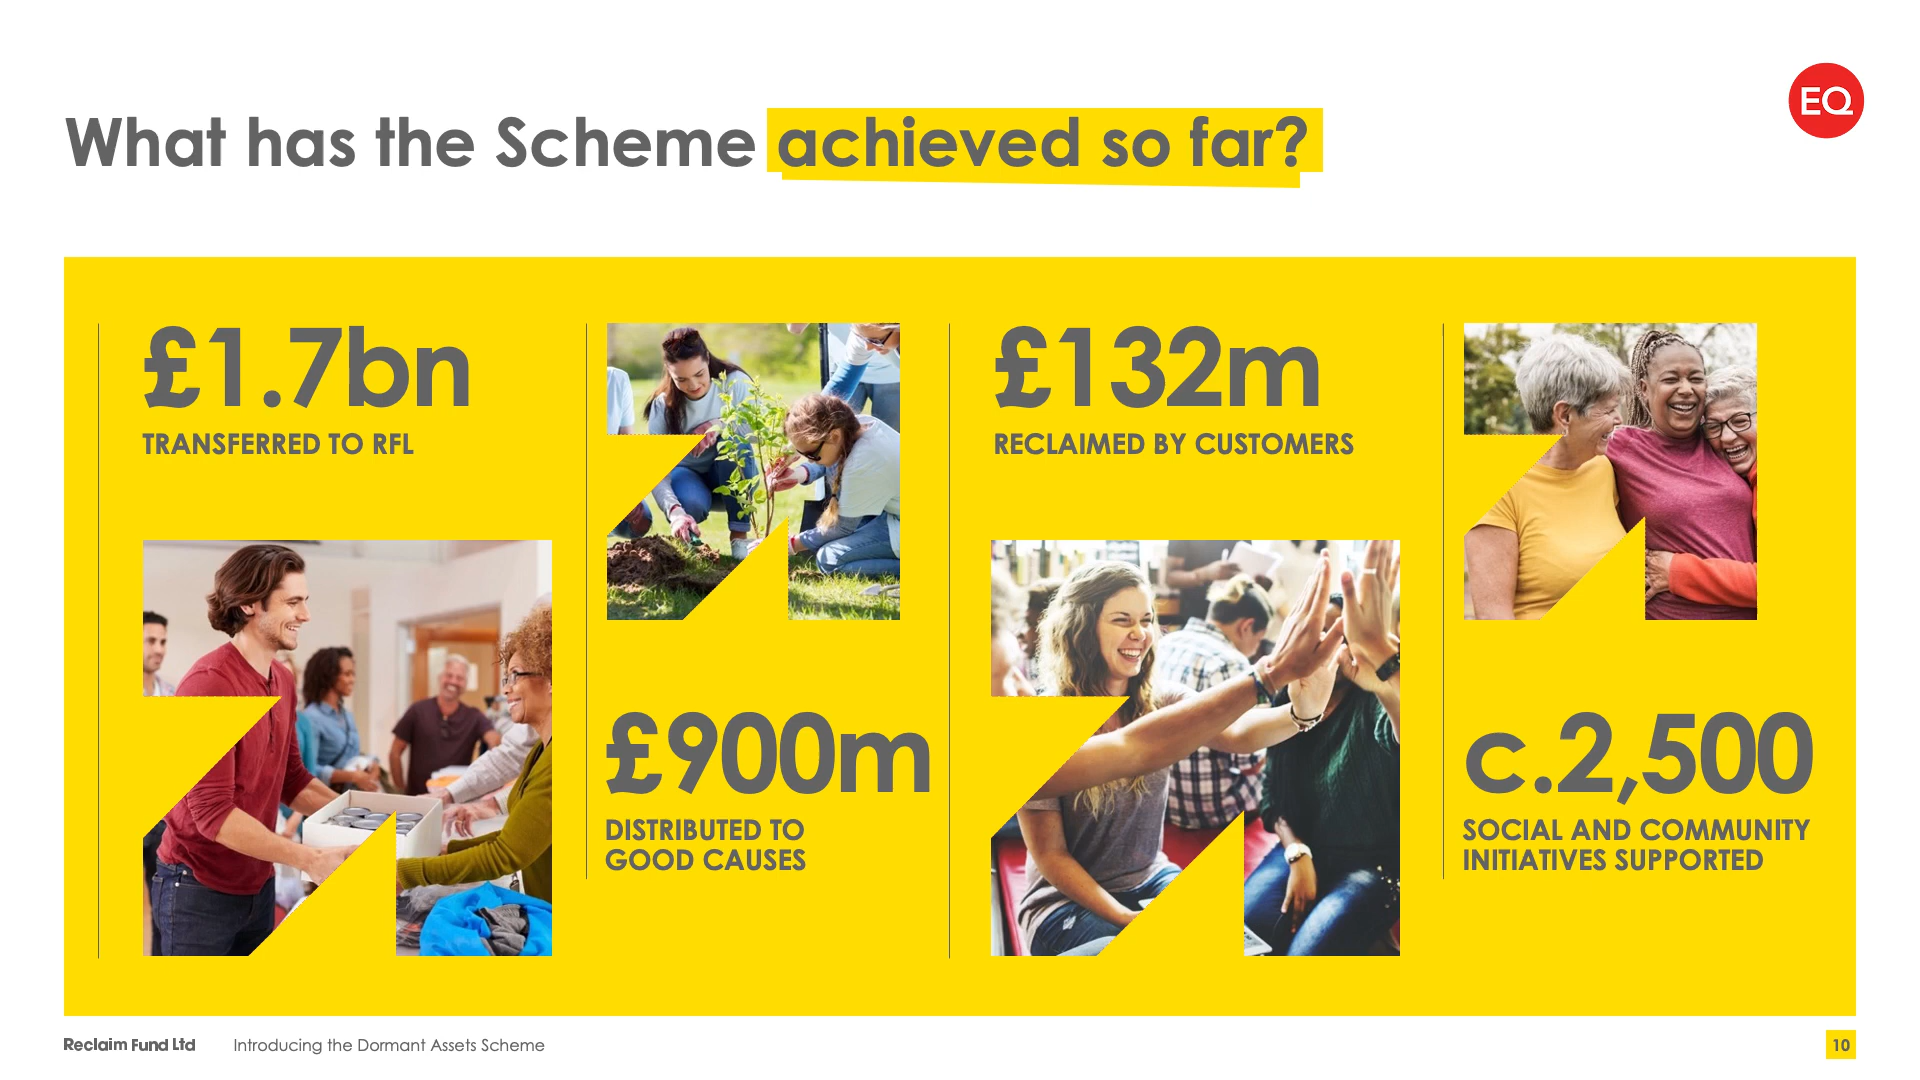 What has the Scheme achieved so far?
EQ
£1.7bn
TRANSFERRED TO RFL
£900m
DISTRIBUTED TO
GOOD CAUSES
£132m
RECLAIMED BY CUSTOMERS
c.2,500
SOCIAL AND COMMUNITY
INITIATIVES SUPPORTED
Reclaim Fund Ltd
Introducing the Dormant Assets Scheme
10